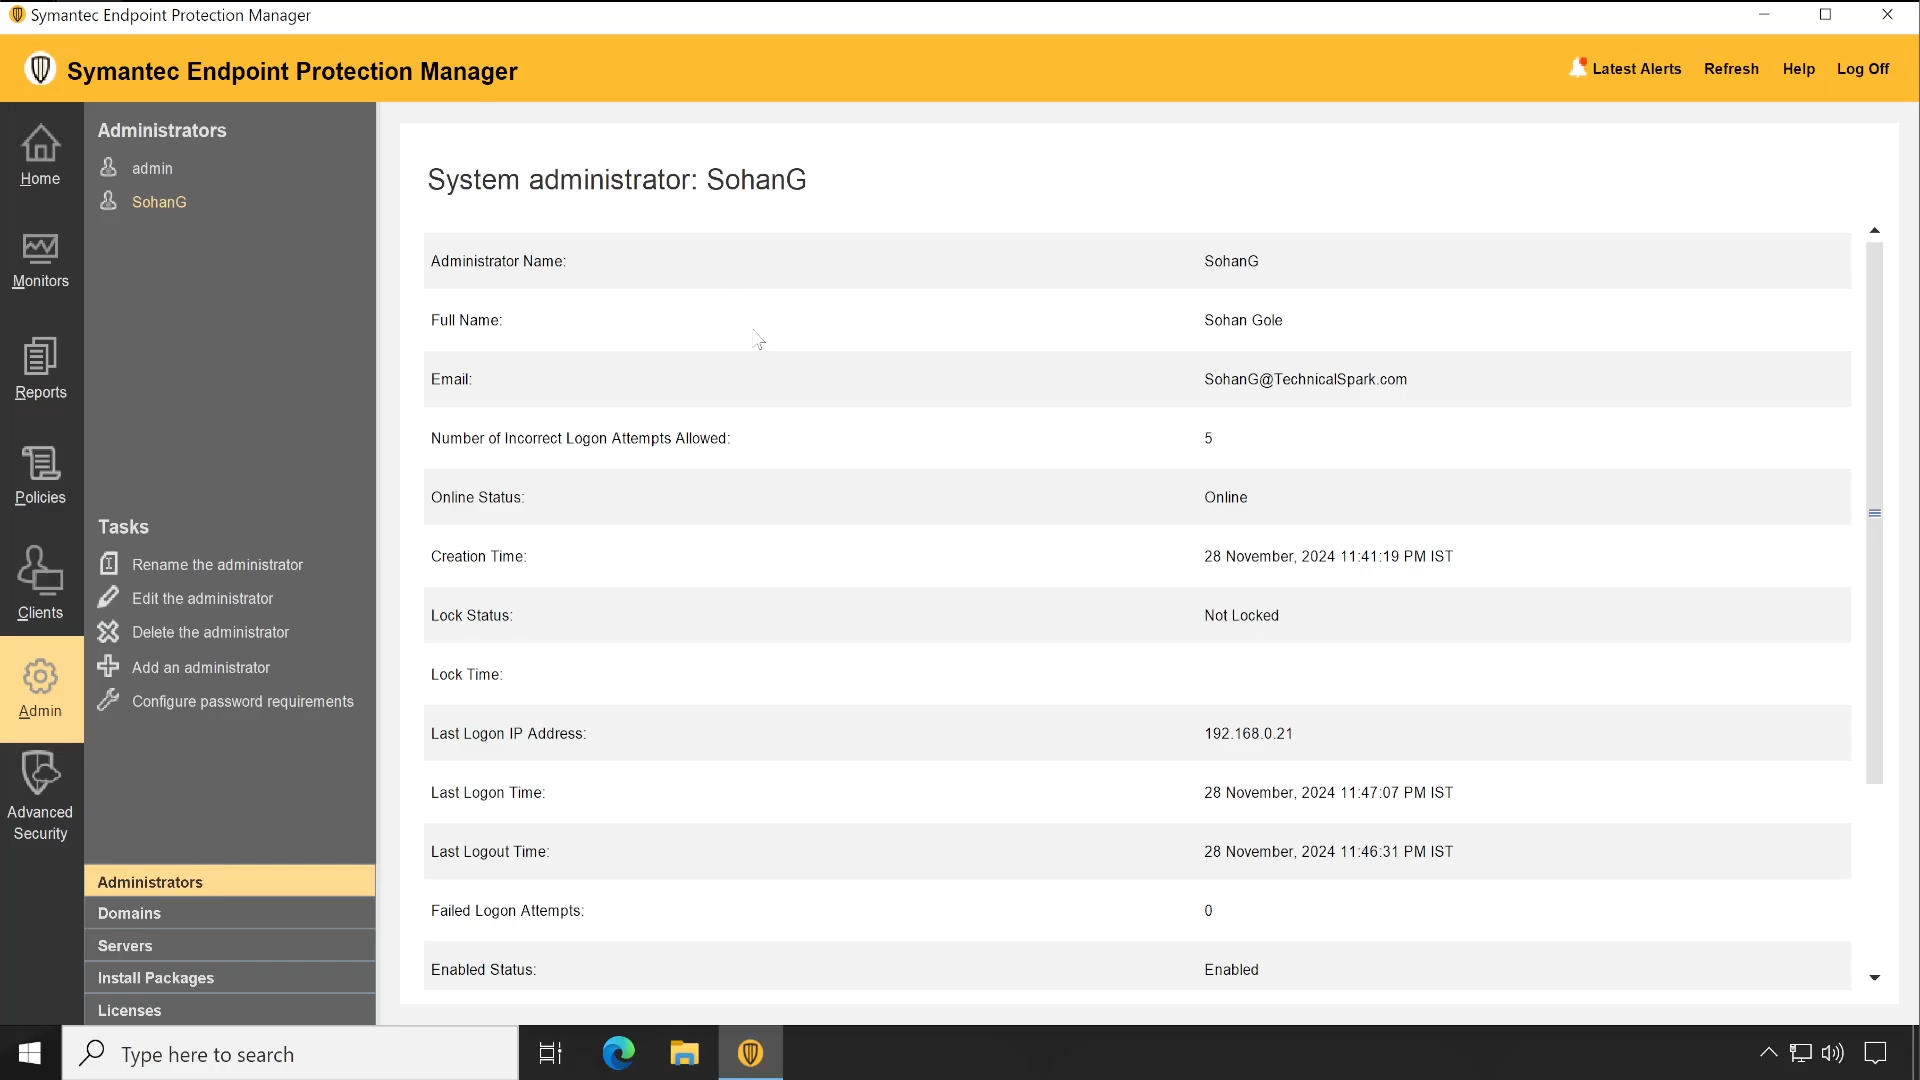 Symantec Endpoint Protection Manager
Symantec Endpoint Protection Manager
Latest Alerts
Refresh
Help
Log Off
Home
Monitors
Reports
Policies
Clients
Admin
Advanced
Security
Administrators
admin
SohanG
Tasks
Rename the administrator
Edit the administrator
Delete the administrator
Add an administrator
Configure password requirements
Administrators
Domains
Servers
Install Packages
Licenses
System administrator: SohanG
Administrator Name: SohanG
Full Name: Sohan Gole
Email: SohanG@TechnicalSpark.com
Number of Incorrect Logon Attempts Allowed: 5
Online Status: Online
Creation Time: 28 November, 2024 11:41:19 PM IST
Lock Status: Not Locked
Lock Time:
Last Logon IP Address: 192.168.0.21
Last Logon Time: 28 November, 2024 11:47:07 PM IST
Last Logout Time: 28 November, 2024 11:46:31 PM IST
Failed Logon Attempts: 0
Enabled Status: Enabled
Type here to search